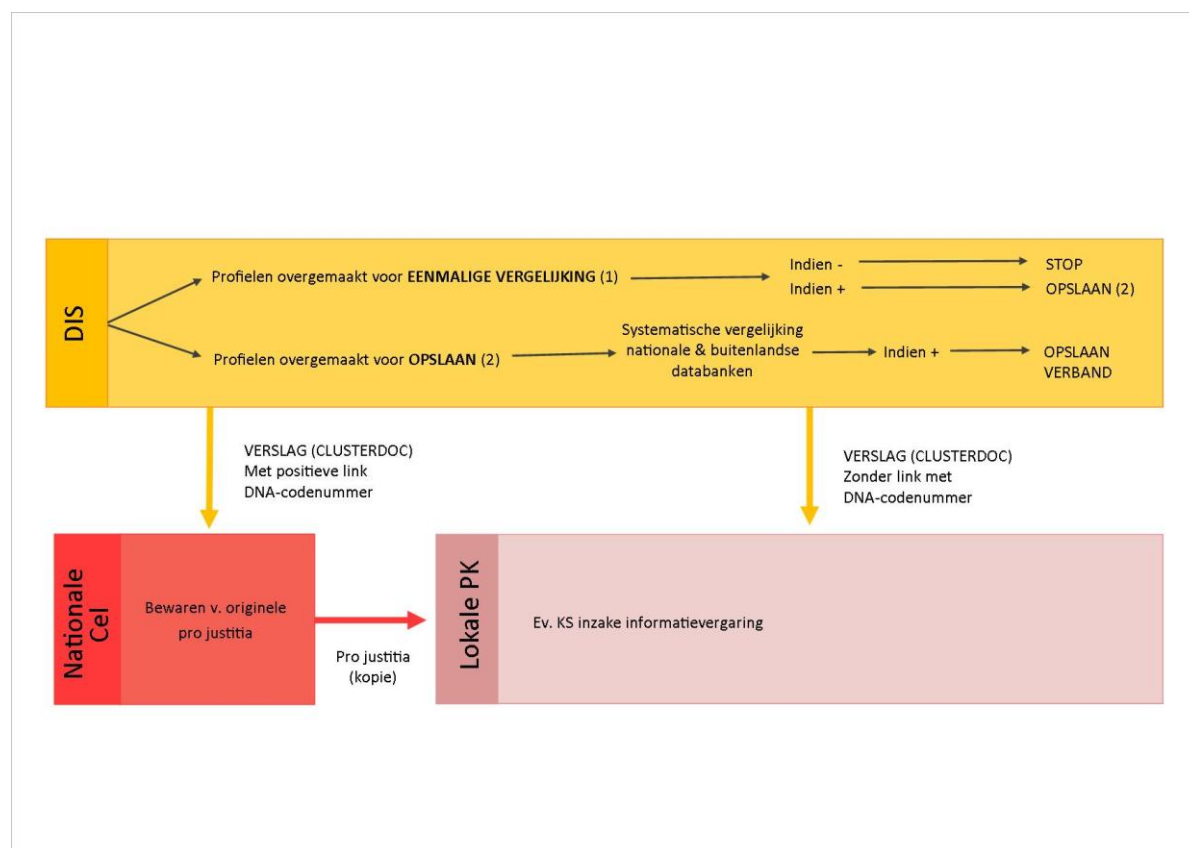 DIS
Profielen overgemaakt voor EENMALIGE VERGELIJKING (1)
Indien -
STOP
Indien +
OPSLAAN (2)
Profielen overgemaakt voor OPSLAAN (2)
Systematische vergelijking
nationale & buitenlandse
databanken
Indien +
OPSLAAN
VERBAND
VERSLAG (CLUSTERDOC)
Met positieve link
DNA-codenummer
VERSLAG (CLUSTERDOC)
Zonder link met
DNA-codenummer
Nationale
Cel
Bewaren v. originele
pro justitia
Pro justitia
(kopie)
Lokale PK
Ev. KS inzake informatievergaring